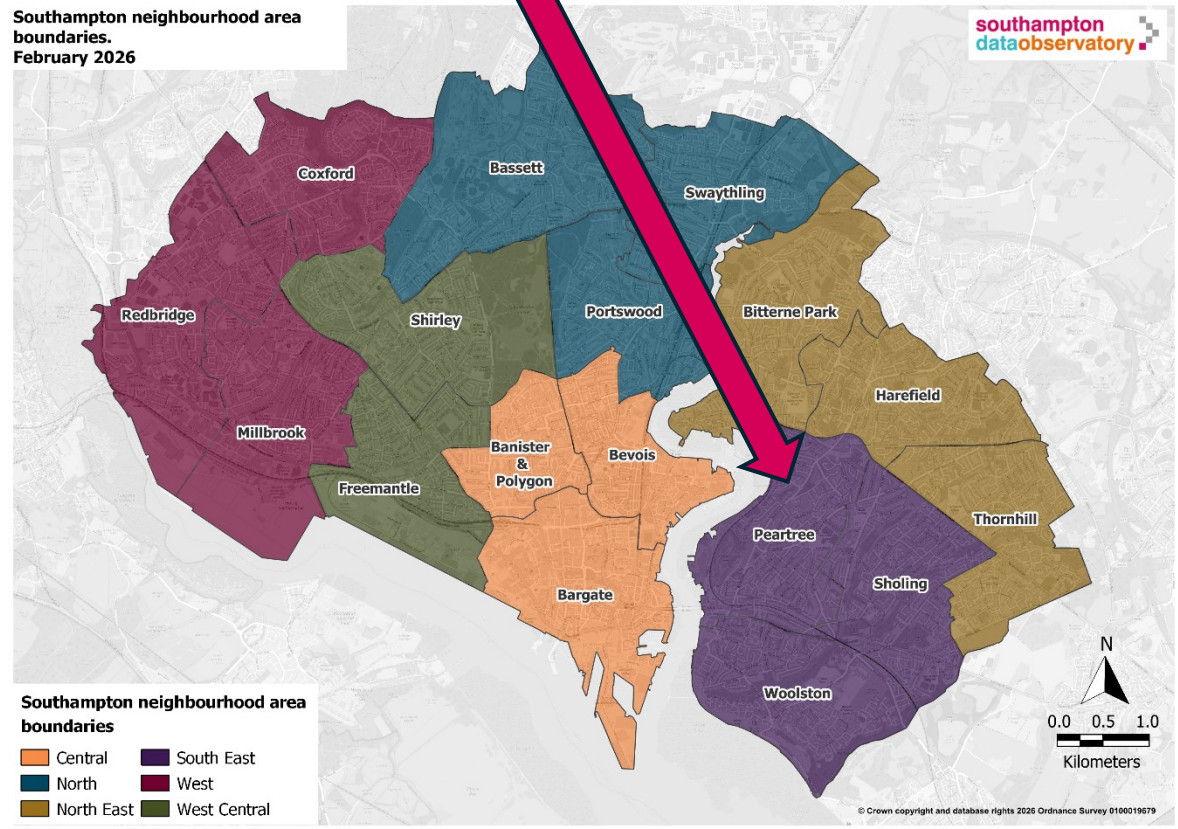 Southampton neighbourhood area
boundaries.
February 2026
southampton
dataobservatory
Coxford
Bassett
Swaythling
Redbridge
Shirley
Portswood
Bitterne Park
Harefield
Millbrook
Banister
&
Polygon
Bevois
Freemantle
Thornhill
Peartree
Sholing
Bargate
Woolston
N
0.0 0.5 1.0
Kilometers
Southampton neighbourhood area
boundaries
Central
South East
North
West
North East
West Central
© Crown copyright and database rights 2026 Ordnance Survey 0100019679